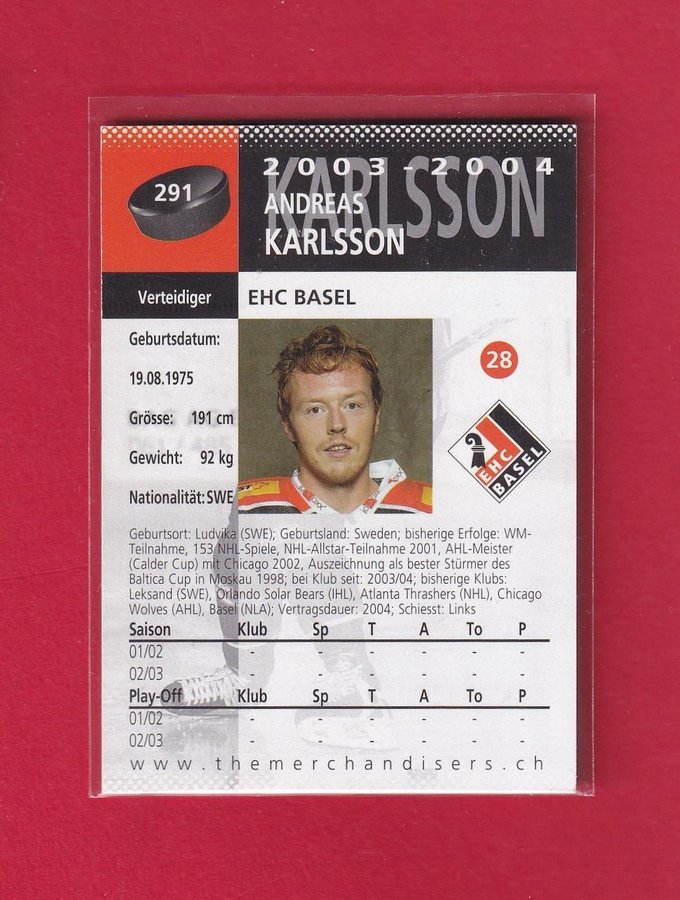 291
2003-2004
KARLSSON
ANDREAS
KARLSSON
Verteidiger
EHC BASEL
Geburtsdatum:
19.08.1975
Grösse: 191 cm
Gewicht: 92 kg
Nationalität: SWE
28
EHC
BASEL
Geburtsort: Ludvika (SWE); Geburtsland: Sweden; bisherige Erfolge: WM-
Teilnahme, 153 NHL-Spiele, NHL-Allstar-Teilnahme 2001, AHL-Meister
(Calder Cup) mit Chicago 2002, Auszeichnung als bester Stürmer des
Baltica Cup in Moskau 1998; bei Klub seit: 2003/04; bisherige Klubs:
Leksand (SWE), Orlando Solar Bears (IHL), Atlanta Thrashers (NHL), Chicago
Wolves (AHL), Basel (NLA); Vertragsdauer: 2004; Schiesst: Links
Saison Klub Sp T A To P
01/02 - - - - - -
02/03 - - - - - -
Play-Off Klub Sp T A To P
01/02 - - - - - -
02/03 - - - - - -
www.themerchandisers.ch